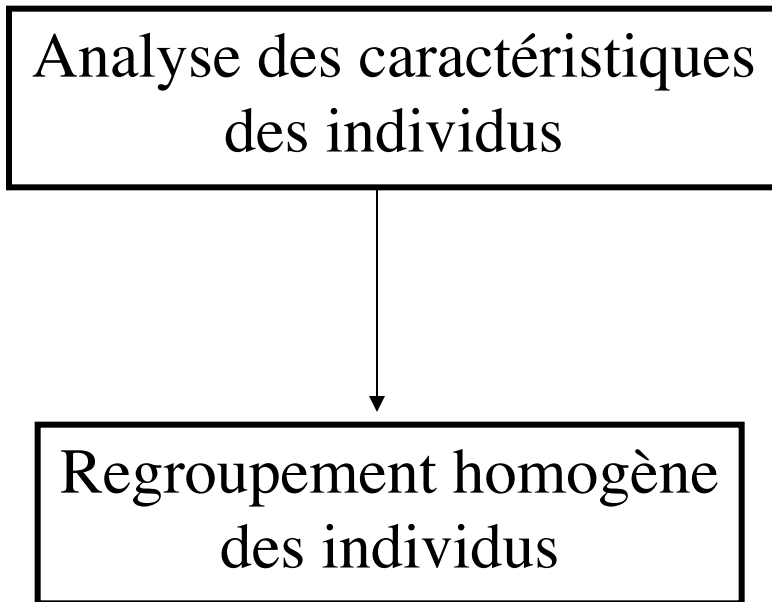 Analyse des caractéristiques
des individus
Regroupement homogène
des individus